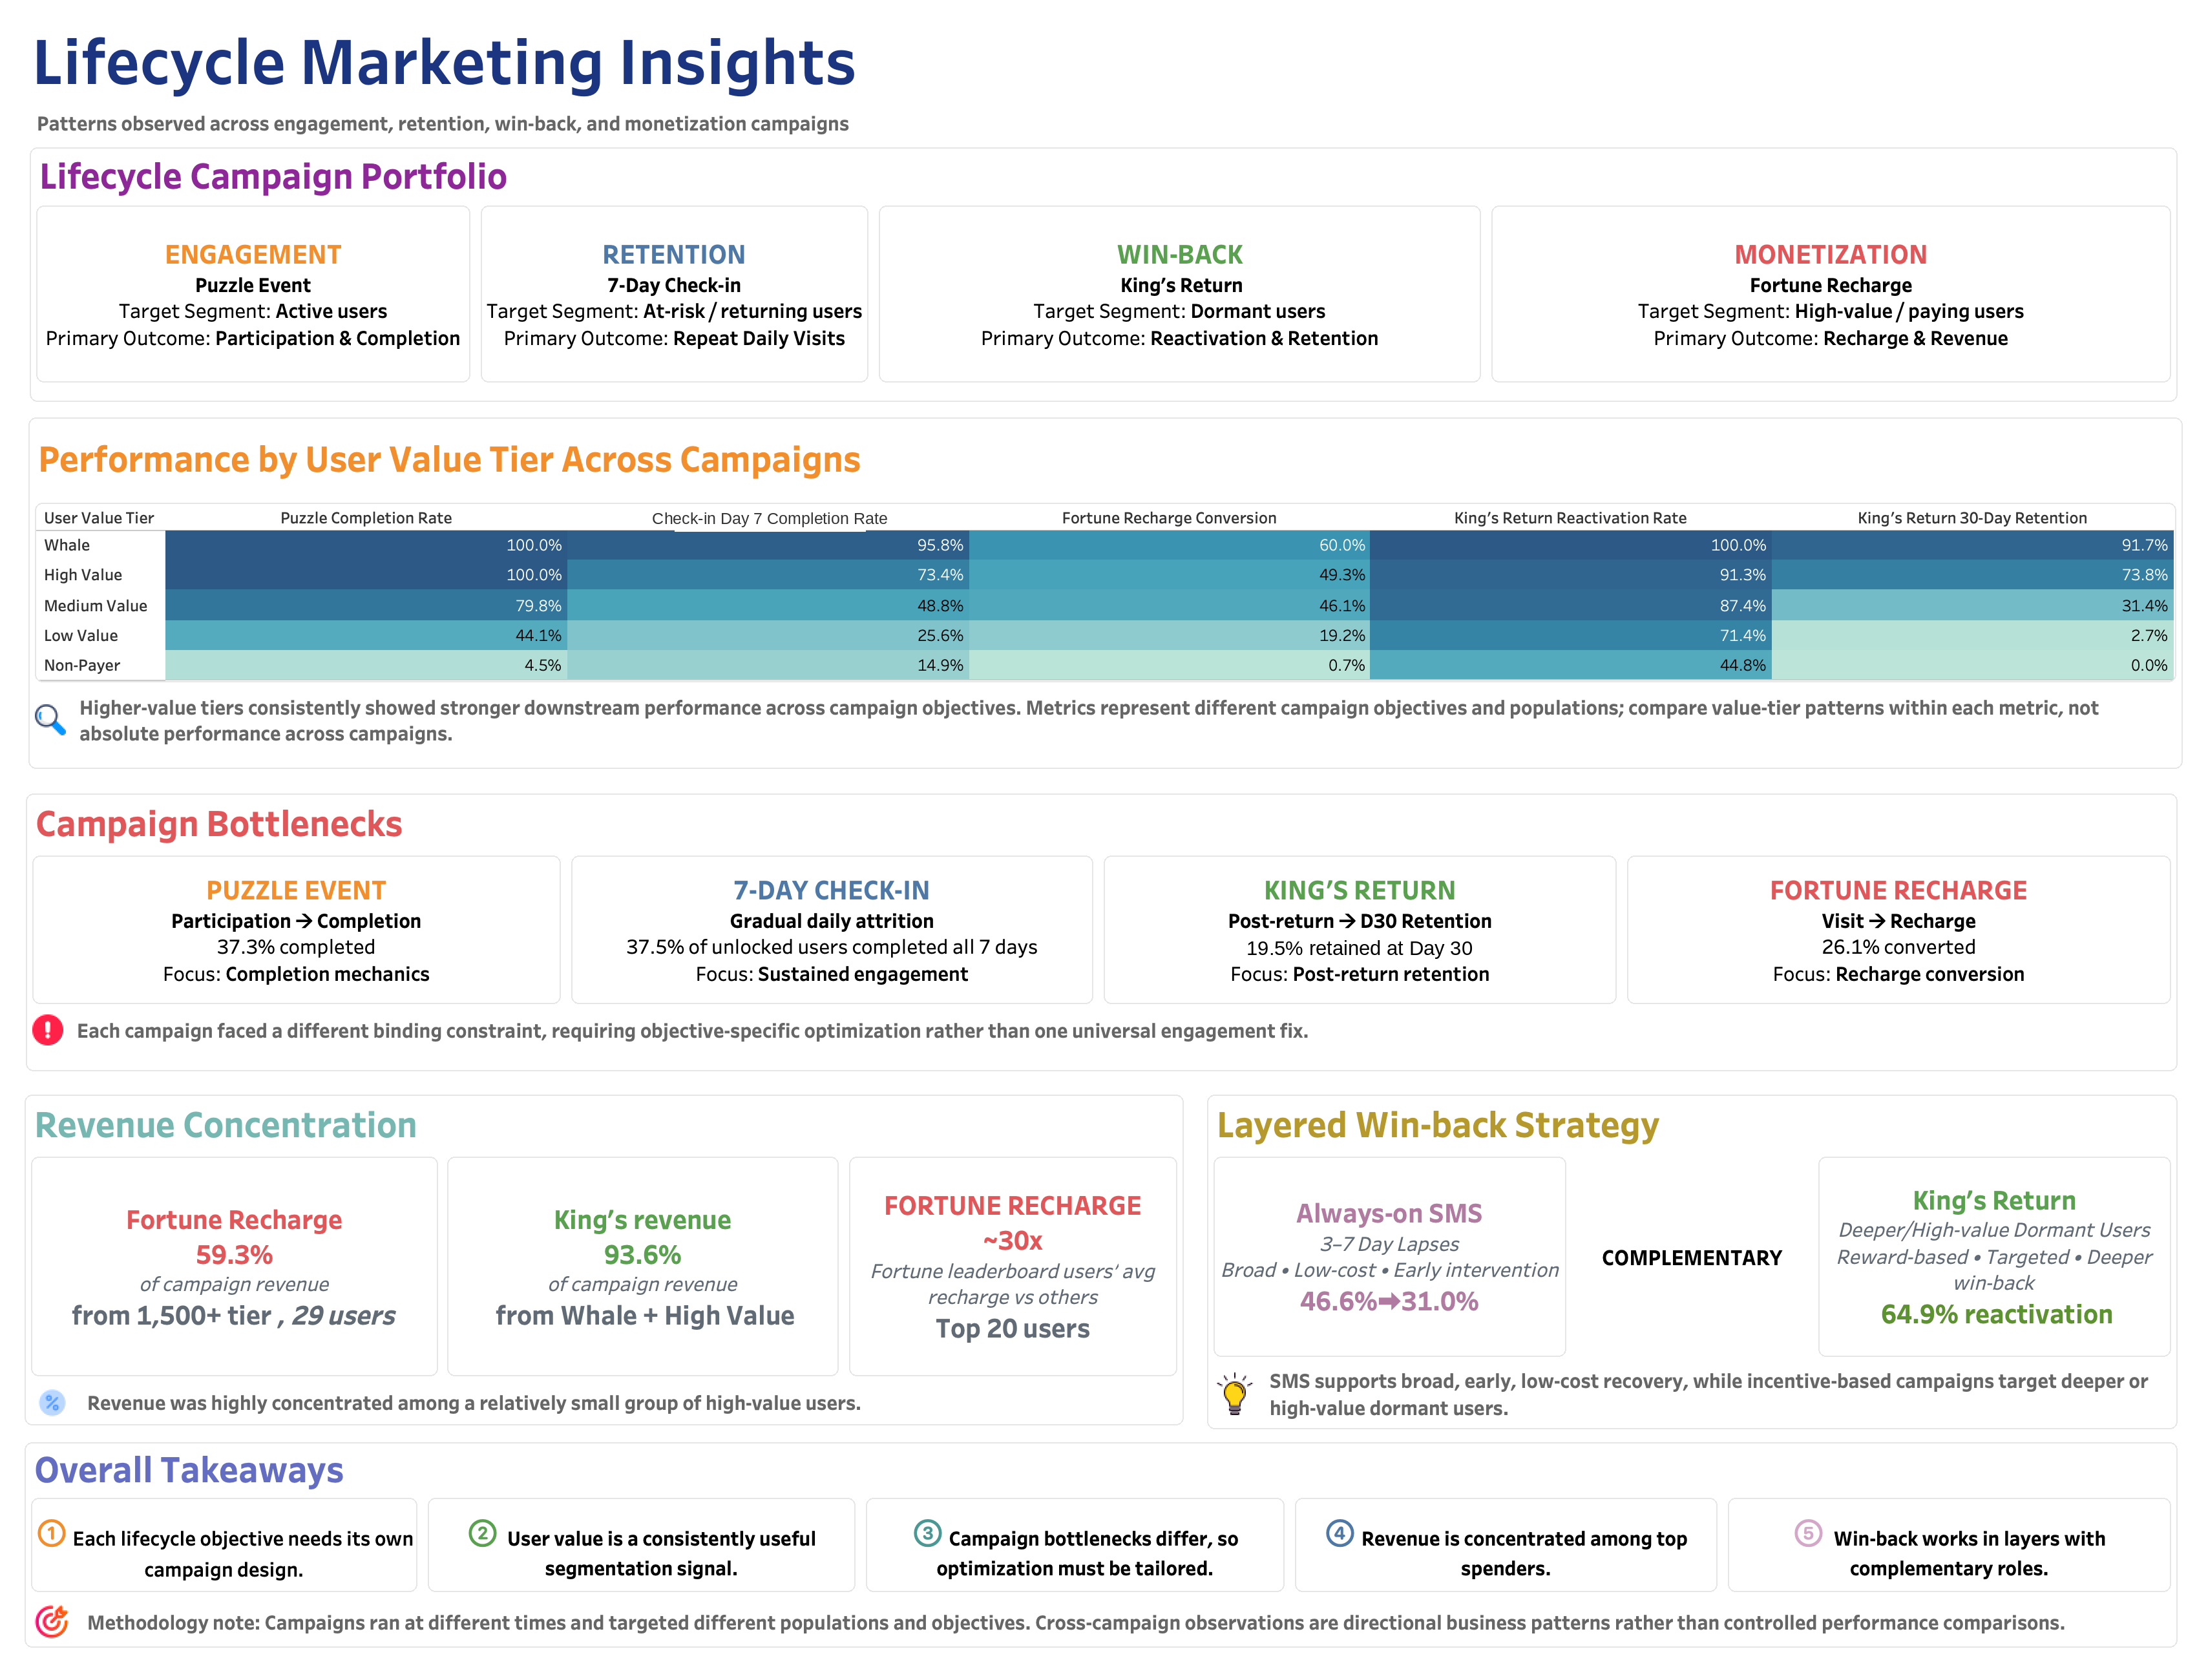 Lifecycle Marketing Insights
Patterns observed across engagement, retention, win-back, and monetization campaigns
Lifecycle Campaign Portfolio
ENGAGEMENT
Puzzle Event
Target Segment: Active users
Primary Outcome: Participation & Completion
RETENTION
7-Day Check-in
Target Segment: At-risk / returning users
Primary Outcome: Repeat Daily Visits
WIN-BACK
King's Return
Target Segment: Dormant users
Primary Outcome: Reactivation & Retention
MONETIZATION
Fortune Recharge
Target Segment: High-value / paying users
Primary Outcome: Recharge & Revenue
Performance by User Value Tier Across Campaigns
User Value Tier Puzzle Completion Rate Check-in Day 7 Completion Rate Fortune Recharge Conversion King's Return Reactivation Rate King's Return 30-Day Retention
Whale 100.0% 95.8% 60.0% 100.0% 91.7%
High Value 100.0% 73.4% 49.3% 91.3% 73.8%
Medium Value 79.8% 48.8% 46.1% 87.4% 31.4%
Low Value 44.1% 25.6% 19.2% 71.4% 2.7%
Non-Payer 4.5% 14.9% 0.7% 44.8% 0.0%
Higher-value tiers consistently showed stronger downstream performance across campaign objectives. Metrics represent different campaign objectives and populations; compare value-tier patterns within each metric, not
absolute performance across campaigns.
Campaign Bottlenecks
PUZZLE EVENT
Participation → Completion
37.3% completed
Focus: Completion mechanics
7-DAY CHECK-IN
Gradual daily attrition
37.5% of unlocked users completed all 7 days
Focus: Sustained engagement
KING'S RETURN
Post-return → D30 Retention
19.5% retained at Day 30
Focus: Post-return retention
FORTUNE RECHARGE
Visit → Recharge
26.1% converted
Focus: Recharge conversion
Each campaign faced a different binding constraint, requiring objective-specific optimization rather than one universal engagement fix.
Revenue Concentration
Fortune Recharge
59.3%
of campaign revenue
from 1,500+ tier , 29 users
King's revenue
93.6%
of campaign revenue
from Whale + High Value
FORTUNE RECHARGE
~30x
Fortune leaderboard users' avg
recharge vs others
Top 20 users
% Revenue was highly concentrated among a relatively small group of high-value users.
Layered Win-back Strategy
Always-on SMS
3–7 Day Lapses
Broad • Low-cost • Early intervention
46.6%➡31.0%
COMPLEMENTARY
King's Return
Deeper/High-value Dormant Users
Reward-based • Targeted • Deeper
win-back
64.9% reactivation
SMS supports broad, early, low-cost recovery, while incentive-based campaigns target deeper or
high-value dormant users.
Overall Takeaways
① Each lifecycle objective needs its own
campaign design.
② User value is a consistently useful
segmentation signal.
③ Campaign bottlenecks differ, so
optimization must be tailored.
④ Revenue is concentrated among top
spenders.
⑤ Win-back works in layers with
complementary roles.
Methodology note: Campaigns ran at different times and targeted different populations and objectives. Cross-campaign observations are directional business patterns rather than controlled performance comparisons.